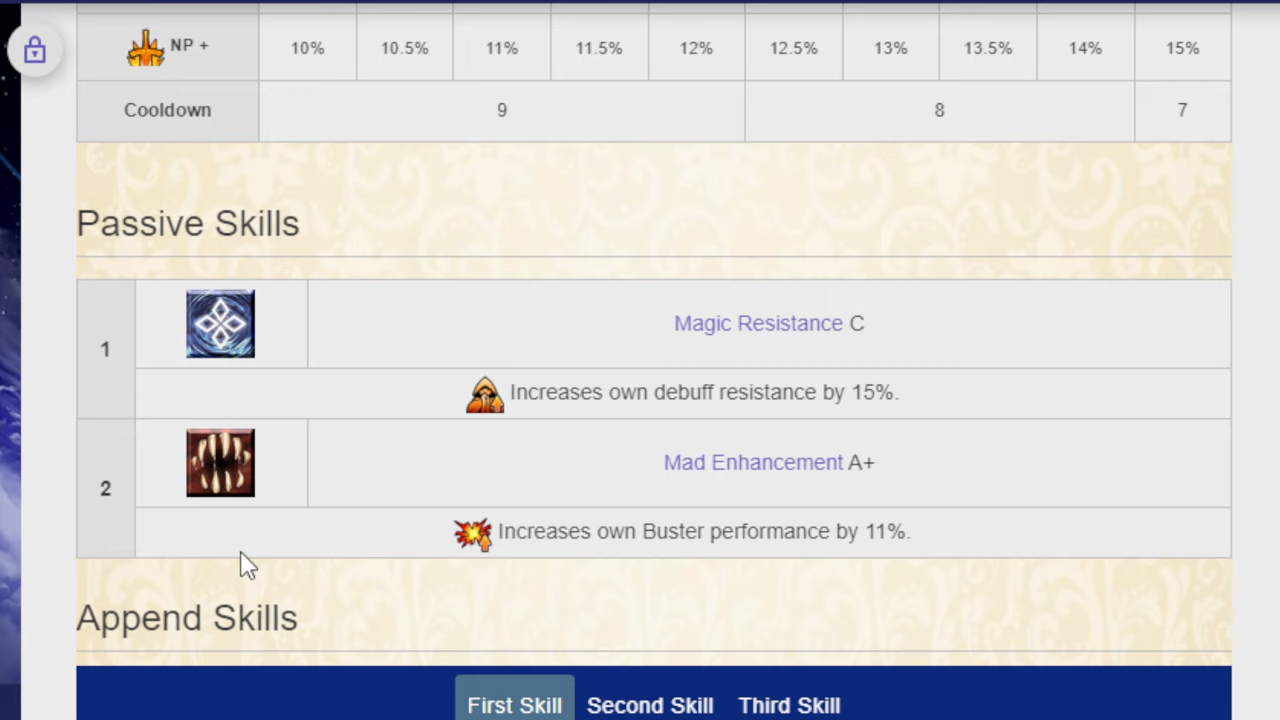 NP + 10% 10.5% 11% 11.5% 12% 12.5% 13% 13.5% 14% 15%
Cooldown 9 8 7
Passive Skills
1 Magic Resistance C
Increases own debuff resistance by 15%.
2 Mad Enhancement A+
Increases own Buster performance by 11%.
Append Skills
First Skill Second Skill Third Skill